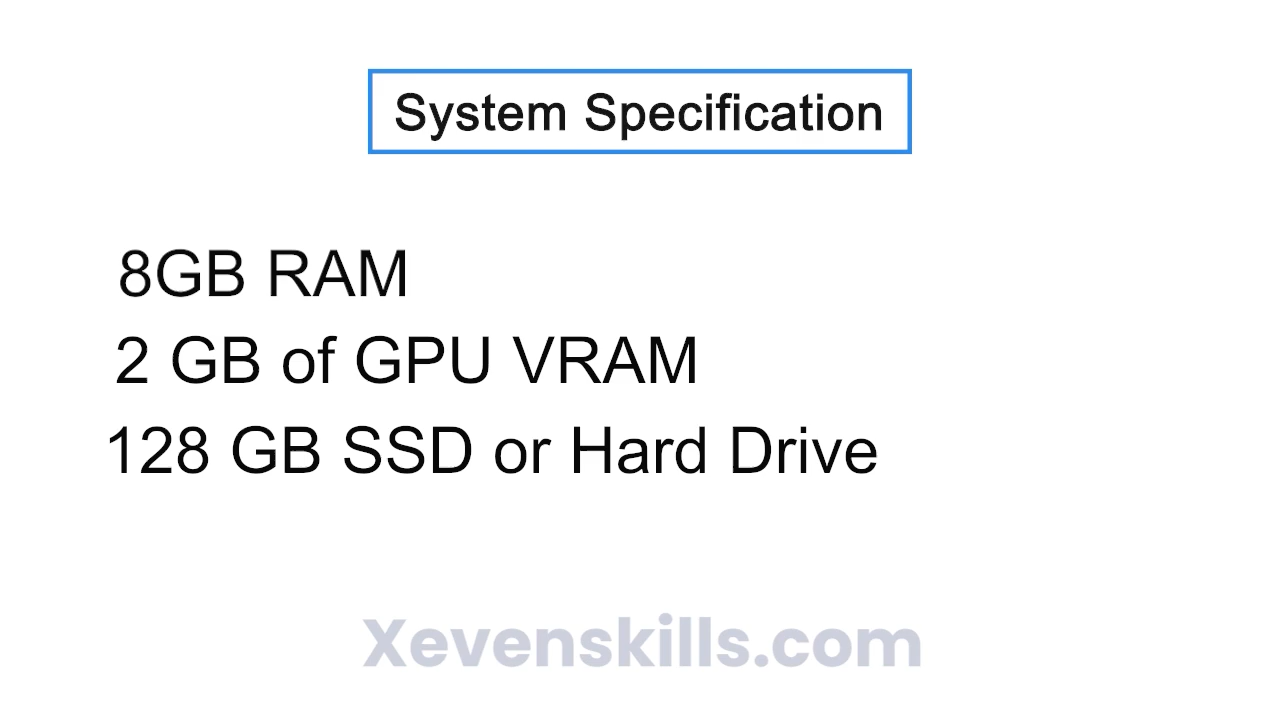 System Specification
8GB RAM
2 GB of GPU VRAM
128 GB SSD or Hard Drive
Xevenskills.com